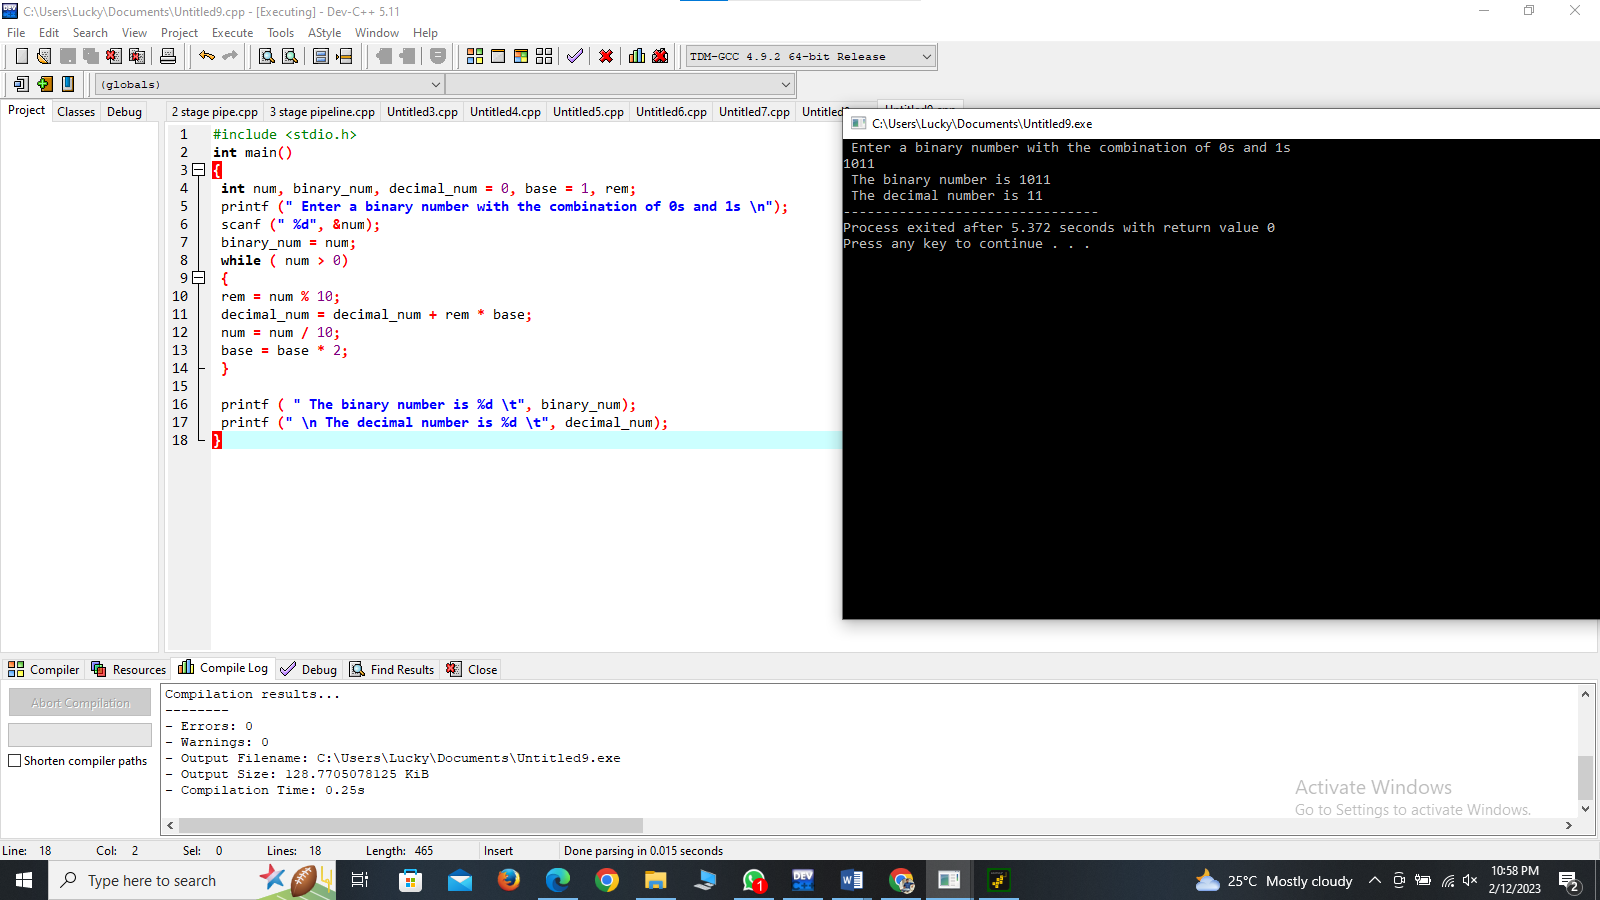 C:\Users\Lucky\Documents\Untitled9.cpp - [Executing] - Dev-C++ 5.11
File Edit Search View Project Execute Tools AStyle Window Help
TDM-GCC 4.9.2 64-bit Release
(globals)
Project Classes Debug
2 stage pipe.cpp 3 stage pipeline.cpp Untitled3.cpp Untitled4.cpp Untitled5.cpp Untitled6.cpp Untitled7.cpp
1 #include <stdio.h>
2 int main()
3 {
4 int num, binary_num, decimal_num = 0, base = 1, rem;
5 printf (" Enter a binary number with the combination of 0s and 1s \n");
6 scanf (" %d", &num);
7 binary_num = num;
8 while ( num > 0)
9 {
10 rem = num % 10;
11 decimal_num = decimal_num + rem * base;
12 num = num / 10;
13 base = base * 2;
14 }
15
16 printf ( " The binary number is %d \t", binary_num);
17 printf (" \n The decimal number is %d \t", decimal_num);
18 }
C:\Users\Lucky\Documents\Untitled9.exe
Enter a binary number with the combination of 0s and 1s
1011
The binary number is 1011
The decimal number is 11
--------------------------------
Process exited after 5.372 seconds with return value 0
Press any key to continue . . .
Compiler Resources Compile Log Debug Find Results Close
Abort Compilation
Shorten compiler paths
Compilation results...
--------
- Errors: 0
- Warnings: 0
- Output Filename: C:\Users\Lucky\Documents\Untitled9.exe
- Output Size: 128.7705078125 KiB
- Compilation Time: 0.25s
Activate Windows
Go to Settings to activate Windows.
Line: 18 Col: 2 Sel: 0 Lines: 18 Length: 465 Insert Done parsing in 0.015 seconds
Type here to search
1
DEV
25°C Mostly cloudy
10:58 PM
2/12/2023
2